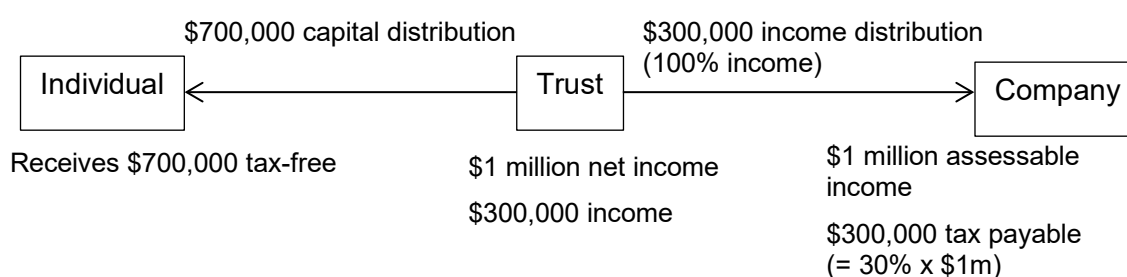 $700,000 capital distribution
$300,000 income distribution
(100% income)
Individual
Trust
Company
Receives $700,000 tax-free
$1 million net income
$300,000 income
$1 million assessable
income
$300,000 tax payable
(= 30% x $1m)